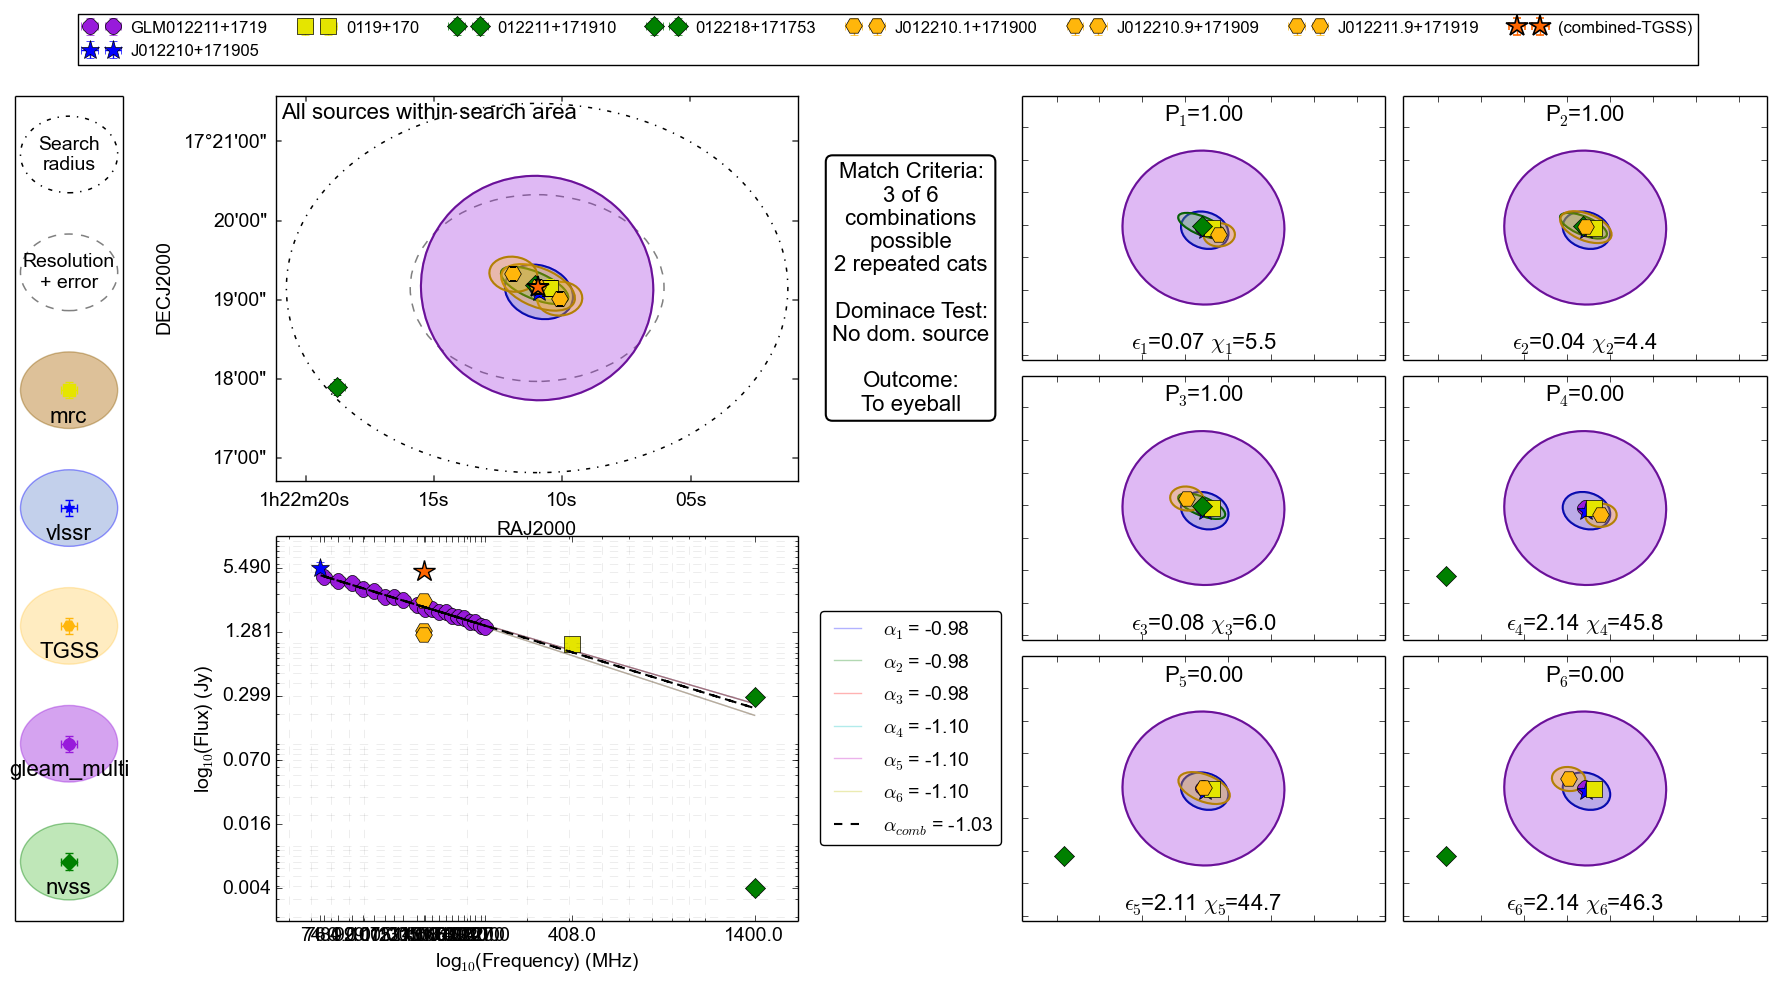 GLM012211+1719
0119+170
012211+171910
012218+171753
J012210.1+171900
J012210.9+171909
J012211.9+171919
(combined-TGSS)
J012210+171905
Search
radius
Resolution
+ error
mrc
vlssr
TGSS
gleam_multi
nvss
All sources within search area
DECJ2000
17°21'00"
20'00"
19'00"
18'00"
17'00"
1h22m20s
15s
10s
05s
RAJ2000
Match Criteria:
3 of 6
combinations
possible
2 repeated cats
Dominace Test:
No dom. source
Outcome:
To eyeball
log10(Flux) (Jy)
5.490
1.281
0.299
0.070
0.016
0.004
408.0
1400.0
log10(Frequency) (MHz)
α1 = -0.98
α2 = -0.98
α3 = -0.98
α4 = -1.10
α5 = -1.10
α6 = -1.10
αcomb = -1.03
P1=1.00
ϵ1=0.07 χ1=5.5
P2=1.00
ϵ2=0.04 χ2=4.4
P3=1.00
ϵ3=0.08 χ3=6.0
P4=0.00
ϵ4=2.14 χ4=45.8
P5=0.00
ϵ5=2.11 χ5=44.7
P6=0.00
ϵ6=2.14 χ6=46.3